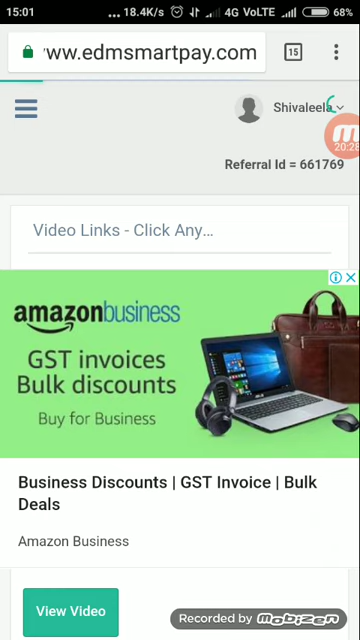 15:01 ... 18.4K/s 4G VoLTE 68%
ww.edmsmartpay.com 15
Shivaleela
20:28
Referral Id = 661769
Video Links - Click Any...
amazonbusiness
GST invoices
Bulk discounts
Buy for Business
Business Discounts | GST Invoice | Bulk
Deals
Amazon Business
View Video
Recorded by mobizen